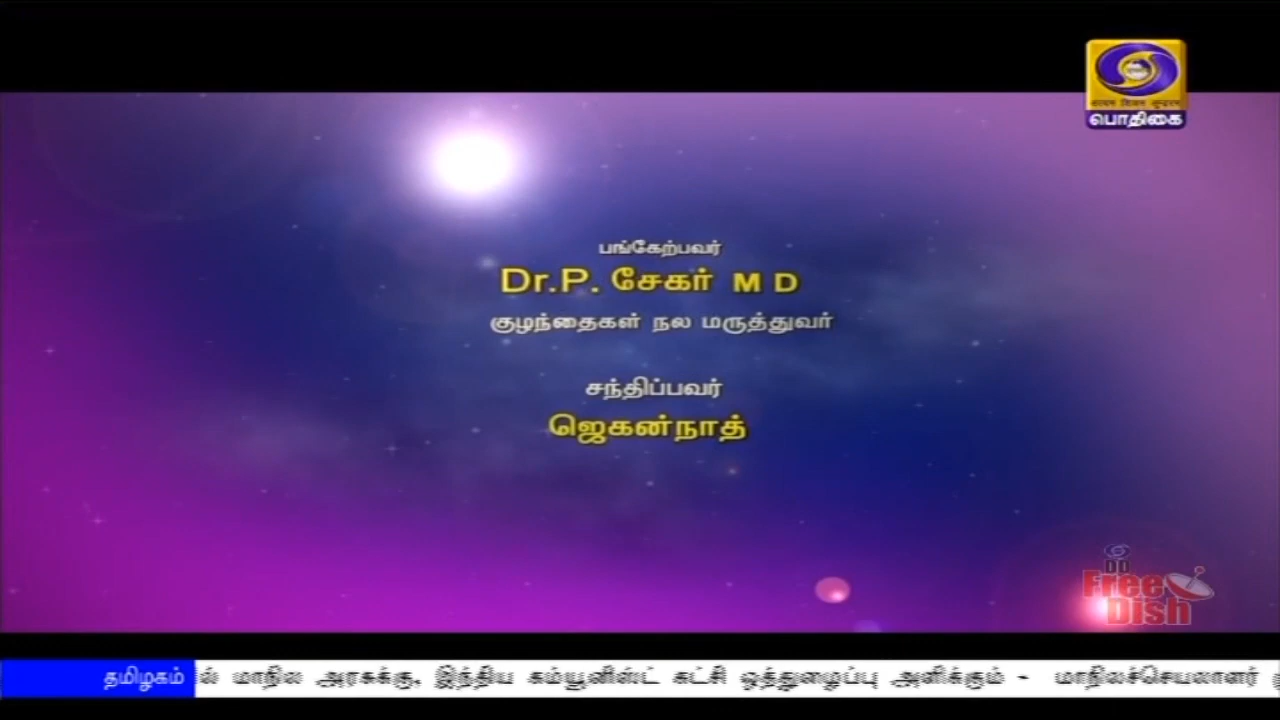 பொதிகை
பங்கேற்பவர்
Dr.P. சேகர் M D
குழந்தைகள் நல மருத்துவர்
சந்திப்பவர்
ஜெகன்நாத்
DD
Free
Dish
தமிழகம் ல் மாநில அரசுக்கு, இந்திய கம்யூனிஸ்ட் கட்சி ஒத்துழைப்பு அளிக்கும் - மாநிலச்செயலாளர்